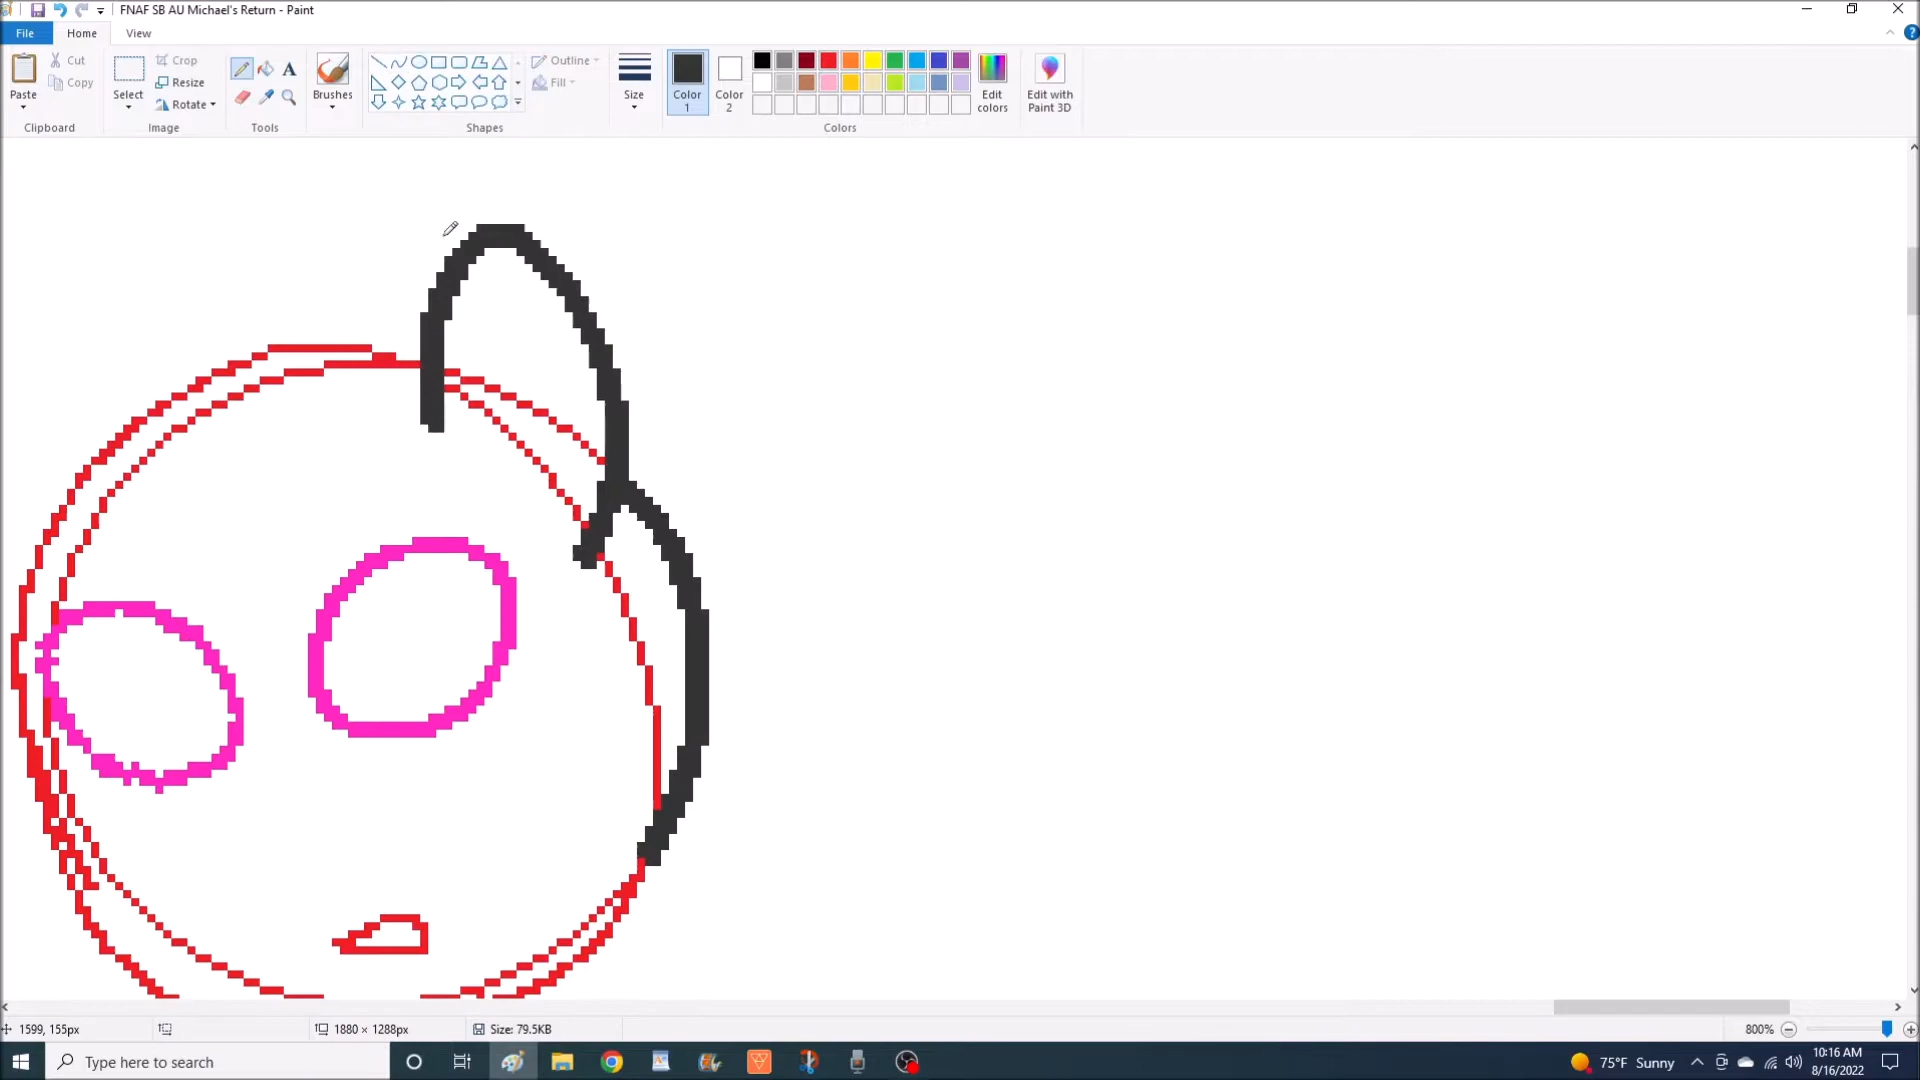 FNAF SB AU Michael's Return - Paint
File Home View
Paste
Cut
Copy
Clipboard
Select
Crop
Resize
Rotate
Image
A
Tools
Brushes
Outline
Fill
Shapes
Size
Color 1
Color 2
Edit colors
Colors
Edit with Paint 3D
1599, 155px
1880 × 1288px
Size: 79.5KB
800%
Type here to search
75°F Sunny
10:16 AM
8/16/2022